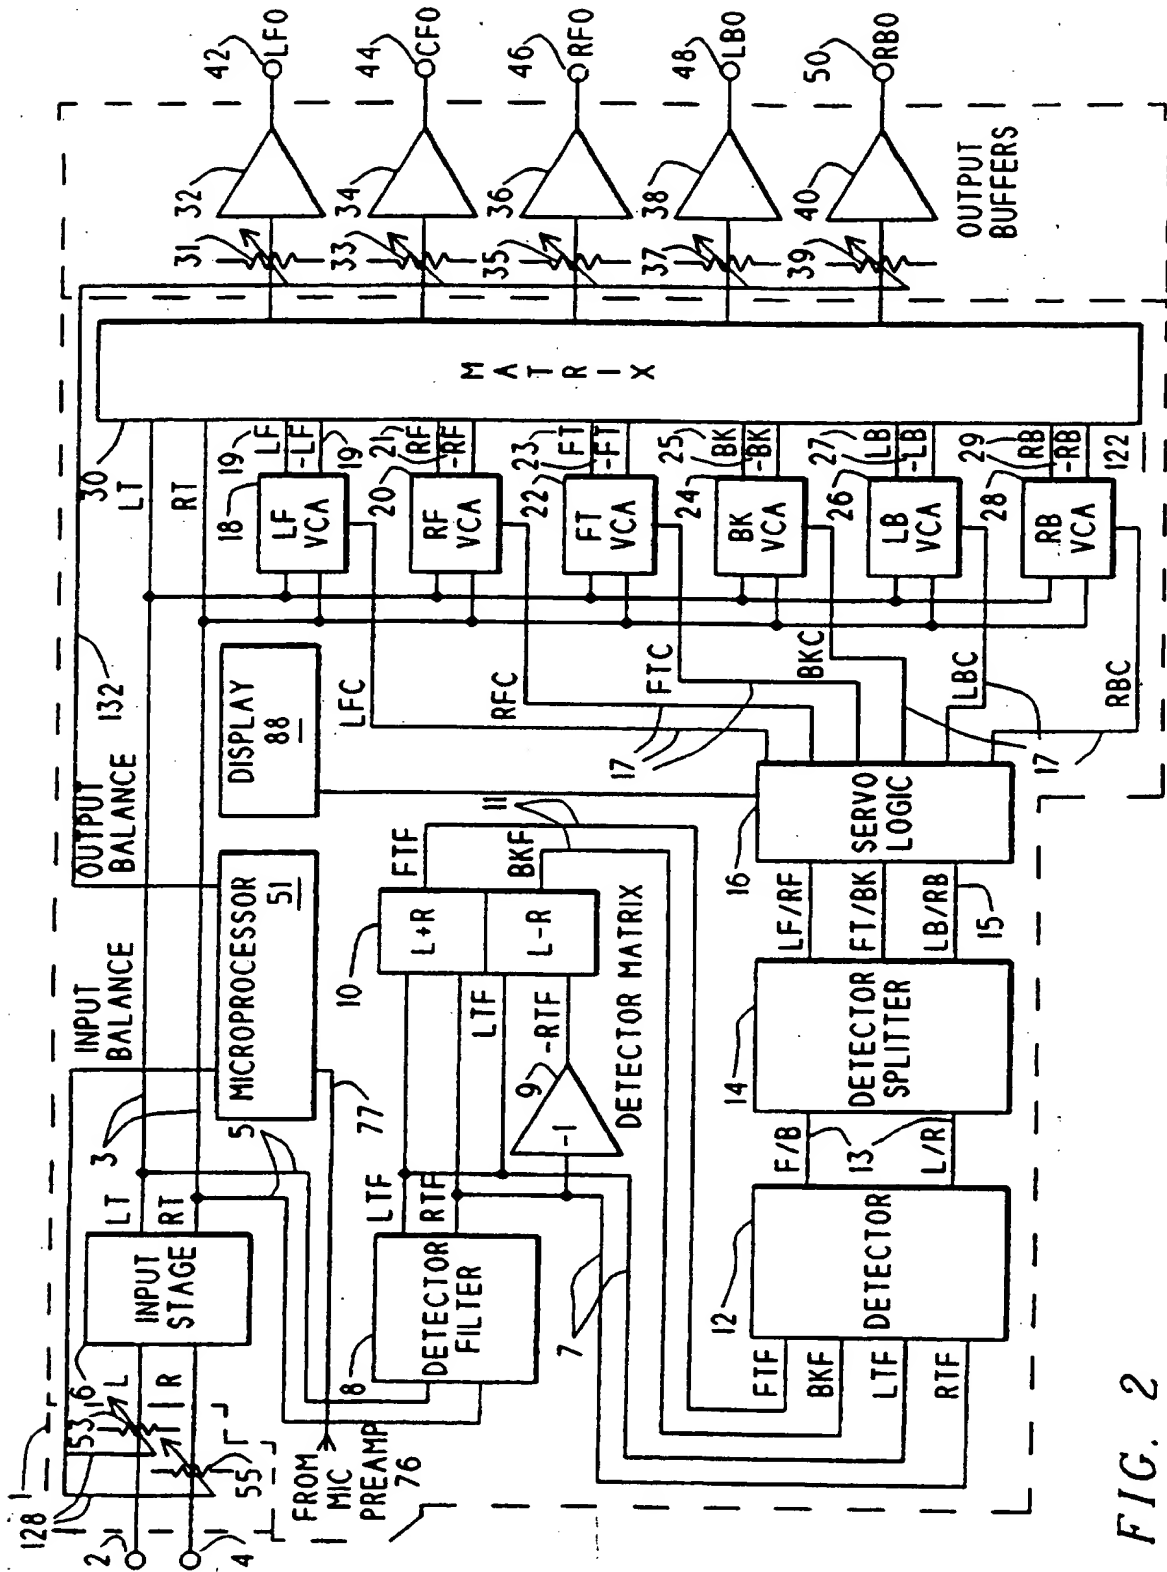 1
128
2
4
53
6
L
R
55
INPUT
STAGE
LT
RT
3
5
INPUT
BALANCE
OUTPUT
BALANCE
132
MICROPROCESSOR
51
77
FROM
MIC
PREAMP
76
DISPLAY
88
LT
RT
30
MATRIX
18
LF
VCA
19
LF
-LF
19
20
RF
VCA
21
RF
-RF
22
FT
VCA
23
FT
-FT
24
BK
VCA
25
BK
-BK
26
LB
VCA
27
LB
-LB
28
RB
VCA
29
RB
-RB
122
31
32
42
LFO
33
34
44
CFO
35
36
46
RFO
37
38
48
LBO
39
40
50
RBO
OUTPUT
BUFFERS
8
DETECTOR
FILTER
LTF
RTF
7
9
-1
LTF
-RTF
10
L+R
L-R
FTF
BKF
11
DETECTOR MATRIX
LFC
RFC
FTC
BKC
LBC
RBC
17
17
12
DETECTOR
FTF
BKF
LTF
RTF
F/B
13
L/R
14
DETECTOR
SPLITTER
LF/RF
FT/BK
LB/RB
15
16
SERVO
LOGIC
FIG. 2